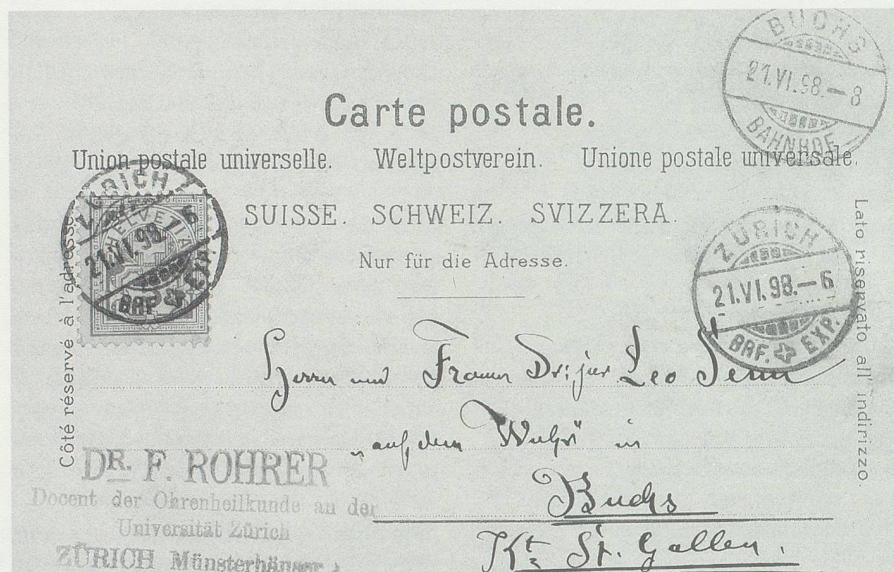 BUCHS
21.VI.98.—8
BAHNHOF
Carte postale.
Union postale universelle. Weltpostverein. Unione postale universale.
SUISSE. SCHWEIZ. SVIZZERA.
Nur für die Adresse.
Côté réservé à l'adresse.
Lato riservato all indirizzo.
ZÜRICH
HELVETIA
21.VI.98.—6
BRF. EXP.
ZÜRICH
21.VI.98.—6
BRF. EXP.
Herrn und Frauen Dr: jur Leo Senn
"auf dem in
Buchs
Kt: St. Gallen.
DR. F. ROHRER
Docent der Ohrenheilkunde an der
Universität Zürich
ZÜRICH Münsterhäuser